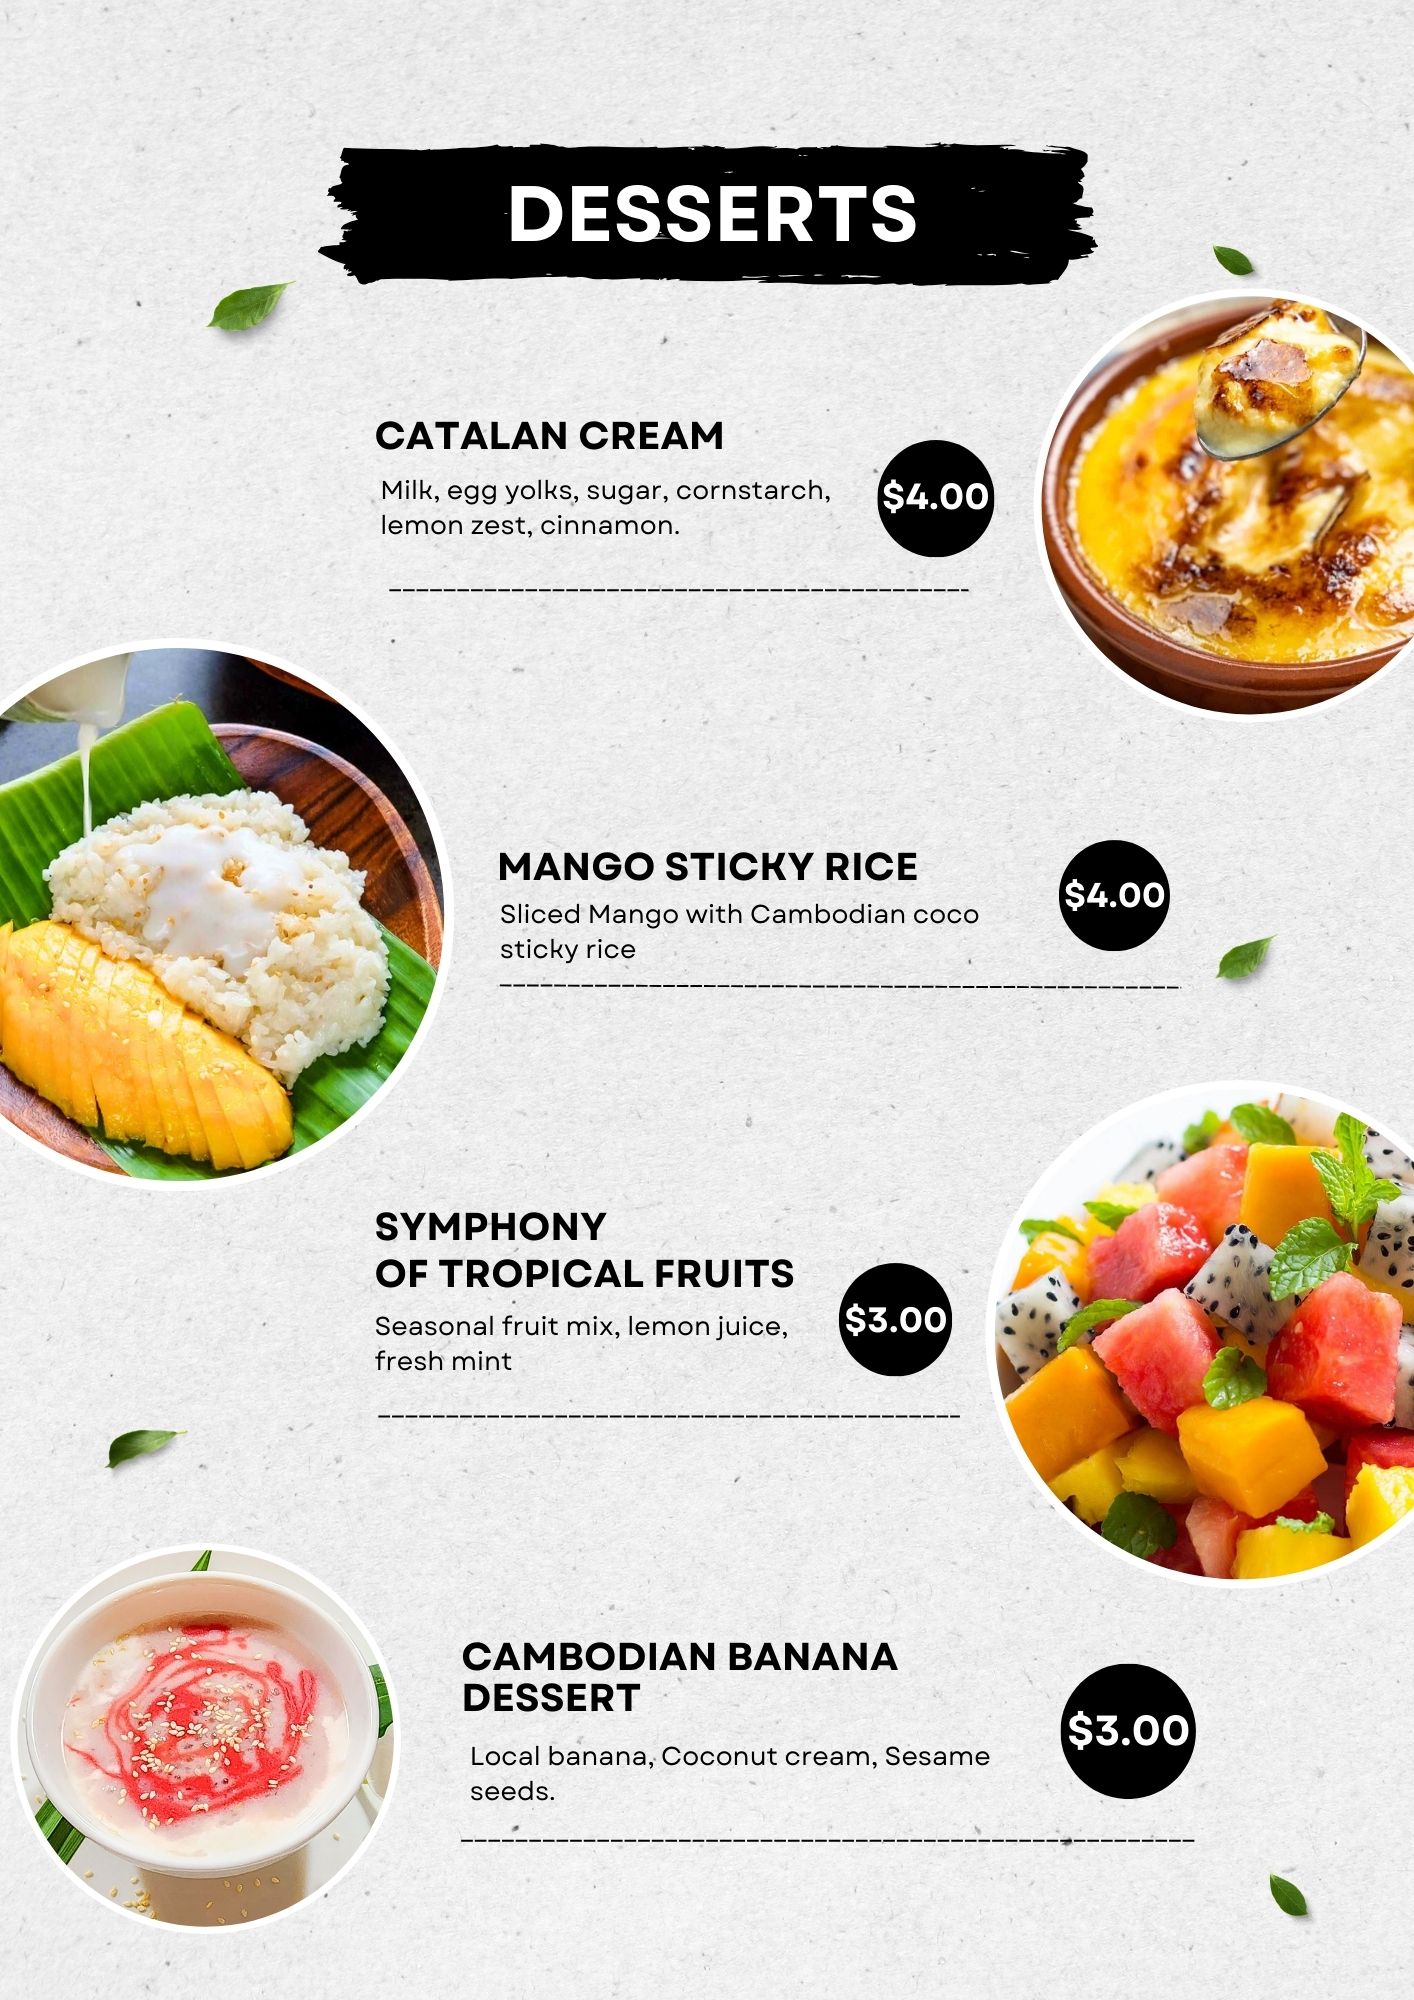 DESSERTS
CATALAN CREAM
Milk, egg yolks, sugar, cornstarch,
lemon zest, cinnamon.
$4.00
MANGO STICKY RICE
Sliced Mango with Cambodian coco
sticky rice
$4.00
SYMPHONY
OF TROPICAL FRUITS
Seasonal fruit mix, lemon juice,
fresh mint
$3.00
CAMBODIAN BANANA
DESSERT
Local banana, Coconut cream, Sesame
seeds.
$3.00